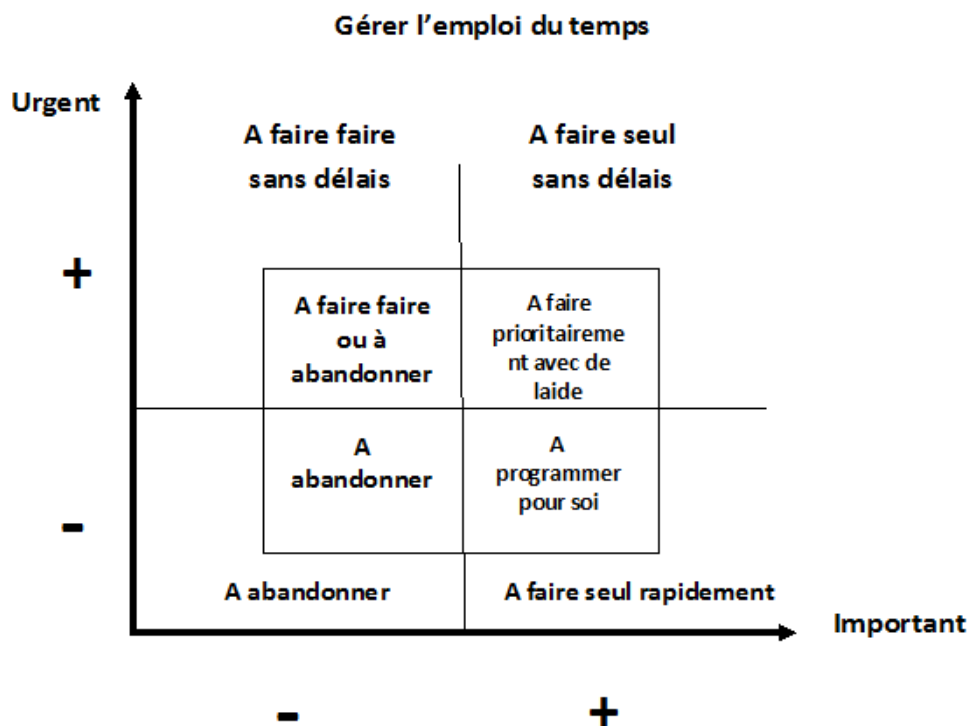 Gérer l’emploi du temps
Urgent
A faire faire
sans délais
A faire seul
sans délais
+
A faire faire
ou à
abandonner
A faire
prioritaireme
nt avec de
laide
A
abandonner
A
programmer
pour soi
-
A abandonner
A faire seul rapidement
Important
-
+